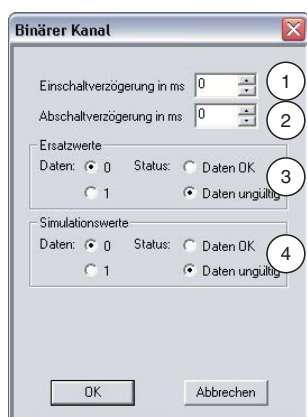 Binärer Kanal
Einschaltverzögerung in ms 0 1
Abschaltverzögerung in ms 0 2
Ersatzwerte
Daten: 0 Status: Daten OK
1 Daten ungültig 3
Simulationswerte
Daten: 0 Status: Daten OK
1 Daten ungültig 4
OK Abbrechen